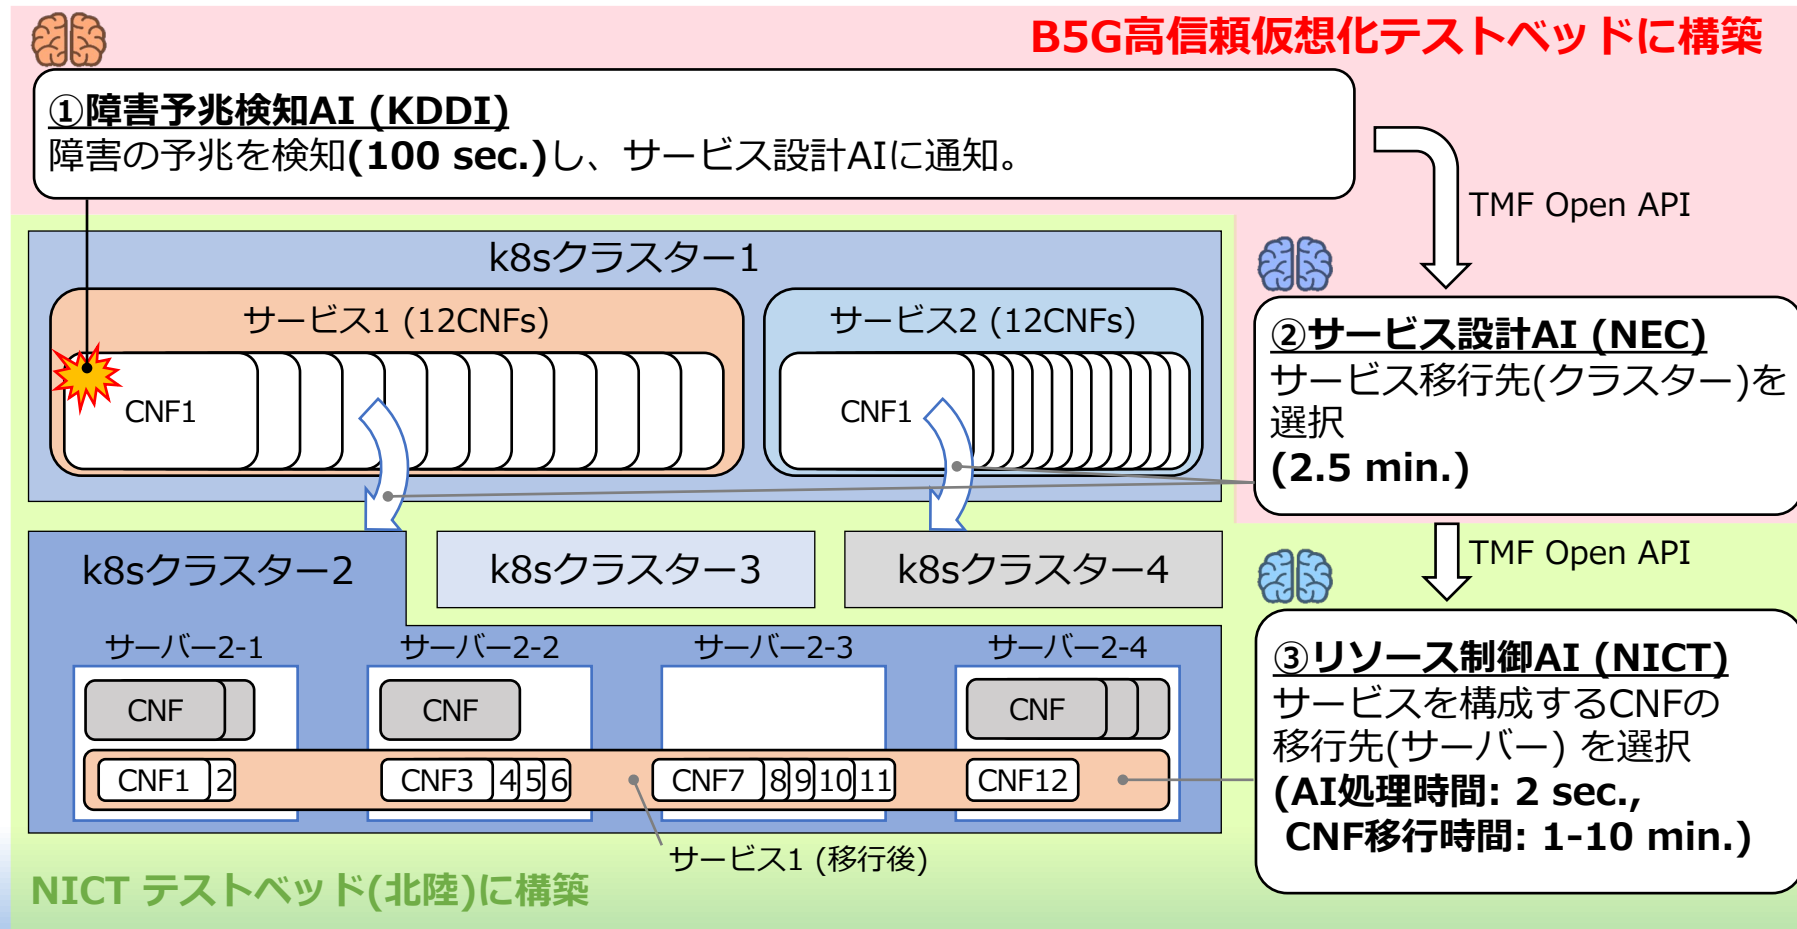 B5G高信頼仮想化テストベッドに構築
①障害予兆検知AI (KDDI)
障害の予兆を検知(100 sec.)し、サービス設計AIに通知。
TMF Open API
k8sクラスター1
サービス1 (12CNFs)
サービス2 (12CNFs)
CNF1
CNF1
②サービス設計AI (NEC)
サービス移行先(クラスター)を
選択
(2.5 min.)
TMF Open API
k8sクラスター2
k8sクラスター3
k8sクラスター4
サーバー2-1
サーバー2-2
サーバー2-3
サーバー2-4
CNF
CNF
CNF
CNF1 2
CNF3 4 5 6
CNF7 8 9 10 11
CNF12
③リソース制御AI (NICT)
サービスを構成するCNFの
移行先(サーバー) を選択
(AI処理時間: 2 sec.,
CNF移行時間: 1-10 min.)
サービス1 (移行後)
NICT テストベッド(北陸)に構築